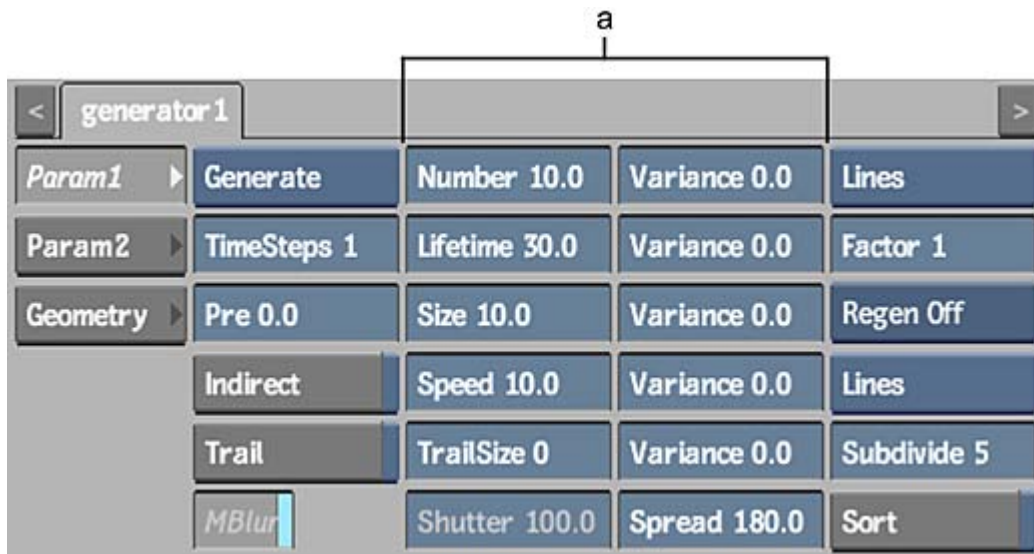 a
< generator1 >
Param1 Generate Number 10.0 Variance 0.0 Lines
Param2 TimeSteps 1 Lifetime 30.0 Variance 0.0 Factor 1
Geometry Pre 0.0 Size 10.0 Variance 0.0 Regen Off
Indirect Speed 10.0 Variance 0.0 Lines
Trail TrailSize 0 Variance 0.0 Subdivide 5
MBlur Shutter 100.0 Spread 180.0 Sort